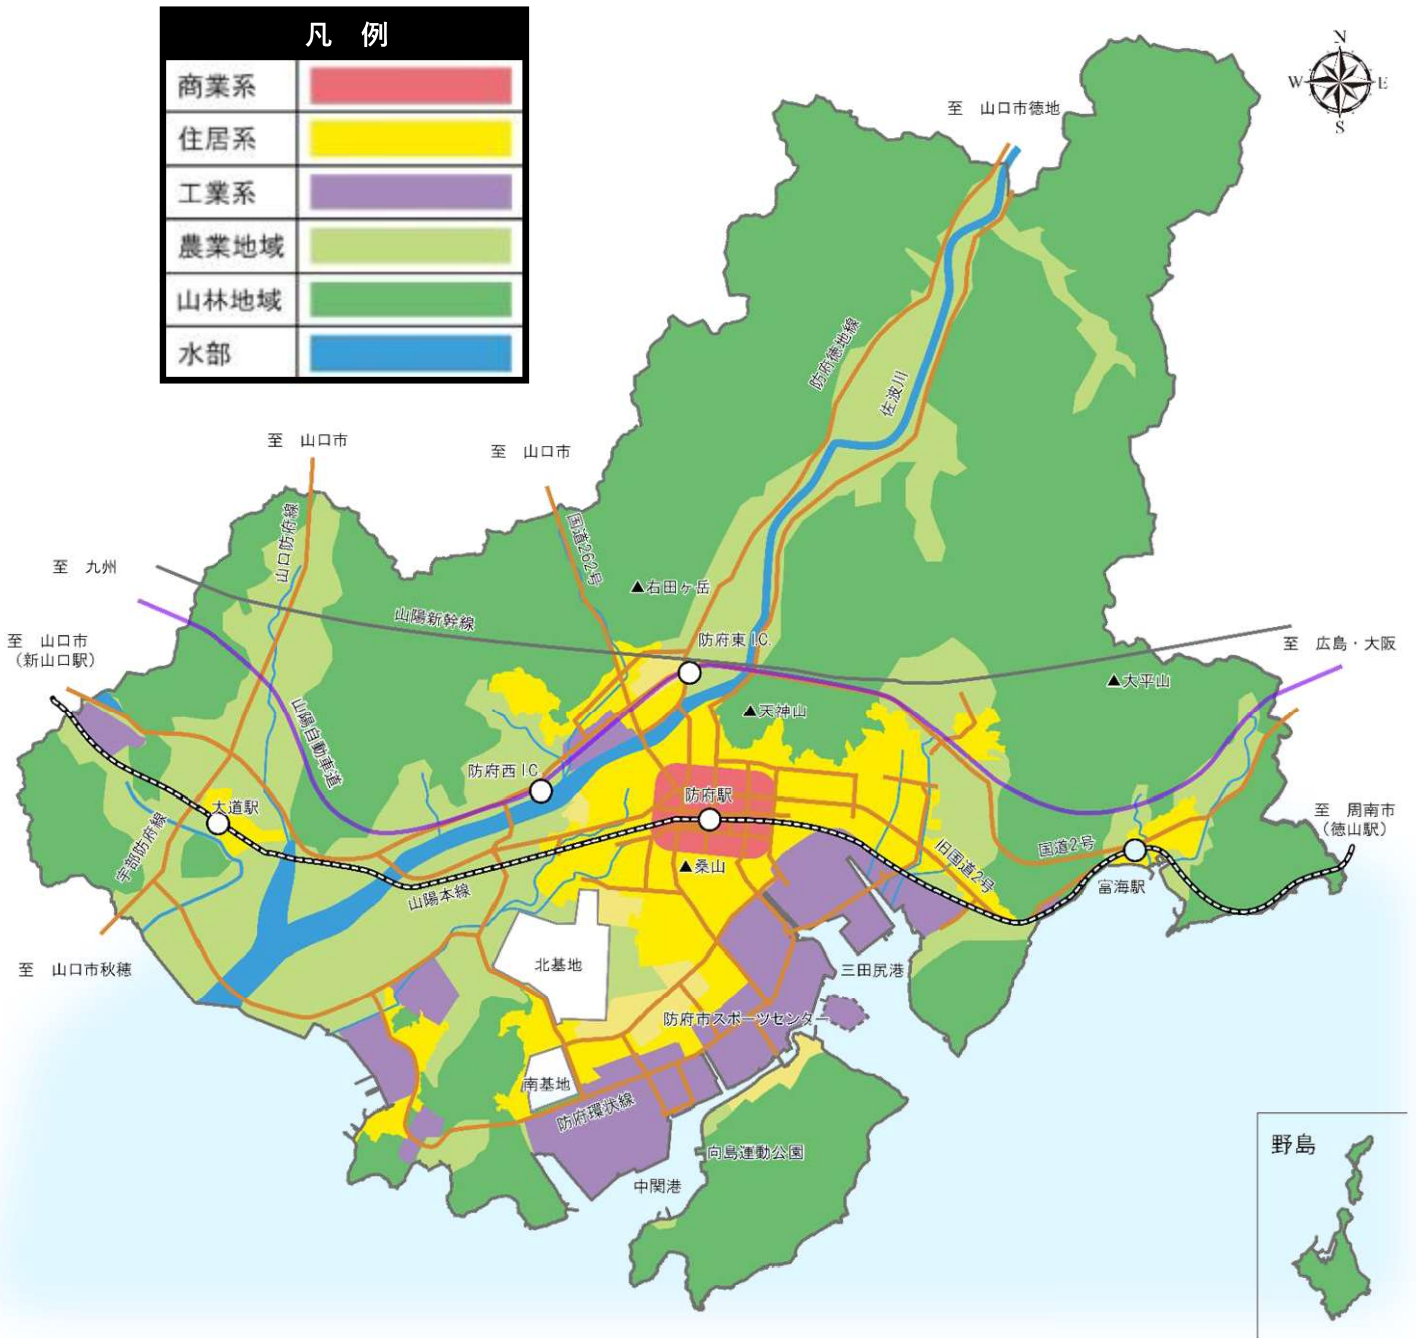 凡 例
商業系
住居系
工業系
農業地域
山林地域
水部
N
W
E
S
至 山口市徳地
防府徳地線
佐波川
至 山口市
至 山口市
山口防府線
国道262号
至 九州
▲右田ヶ岳
山陽新幹線
防府東I.C.
至 山口市
(新山口駅)
至 広島・大阪
▲大平山
▲天神山
山陽自動車道
防府西I.C.
大道駅
防府駅
至 周南市
(徳山駅)
宇部防府線
国道2号
旧国道2号
▲桑山
富海駅
山陽本線
北基地
至 山口市秋穂
三田尻港
防府市スポーツセンター
南基地
防府環状線
向島運動公園
野島
中関港